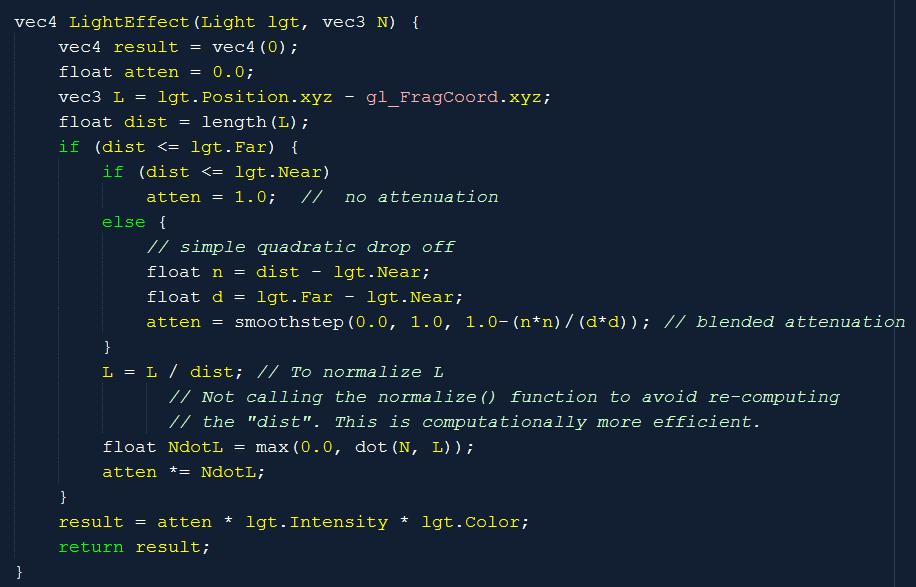 vec4 LightEffect(Light lgt, vec3 N) {
    vec4 result = vec4(0);
    float atten = 0.0;
    vec3 L = lgt.Position.xyz - gl_FragCoord.xyz;
    float dist = length(L);
    if (dist <= lgt.Far) {
        if (dist <= lgt.Near)
            atten = 1.0;  //  no attenuation
        else {
            // simple quadratic drop off
            float n = dist - lgt.Near;
            float d = lgt.Far - lgt.Near;
            atten = smoothstep(0.0, 1.0, 1.0-(n*n)/(d*d)); // blended attenuation
        }
        L = L / dist; // To normalize L
              // Not calling the normalize() function to avoid re-computing
              // the "dist". This is computationally more efficient.
        float NdotL = max(0.0, dot(N, L));
        atten *= NdotL;
    }
    result = atten * lgt.Intensity * lgt.Color;
    return result;
}